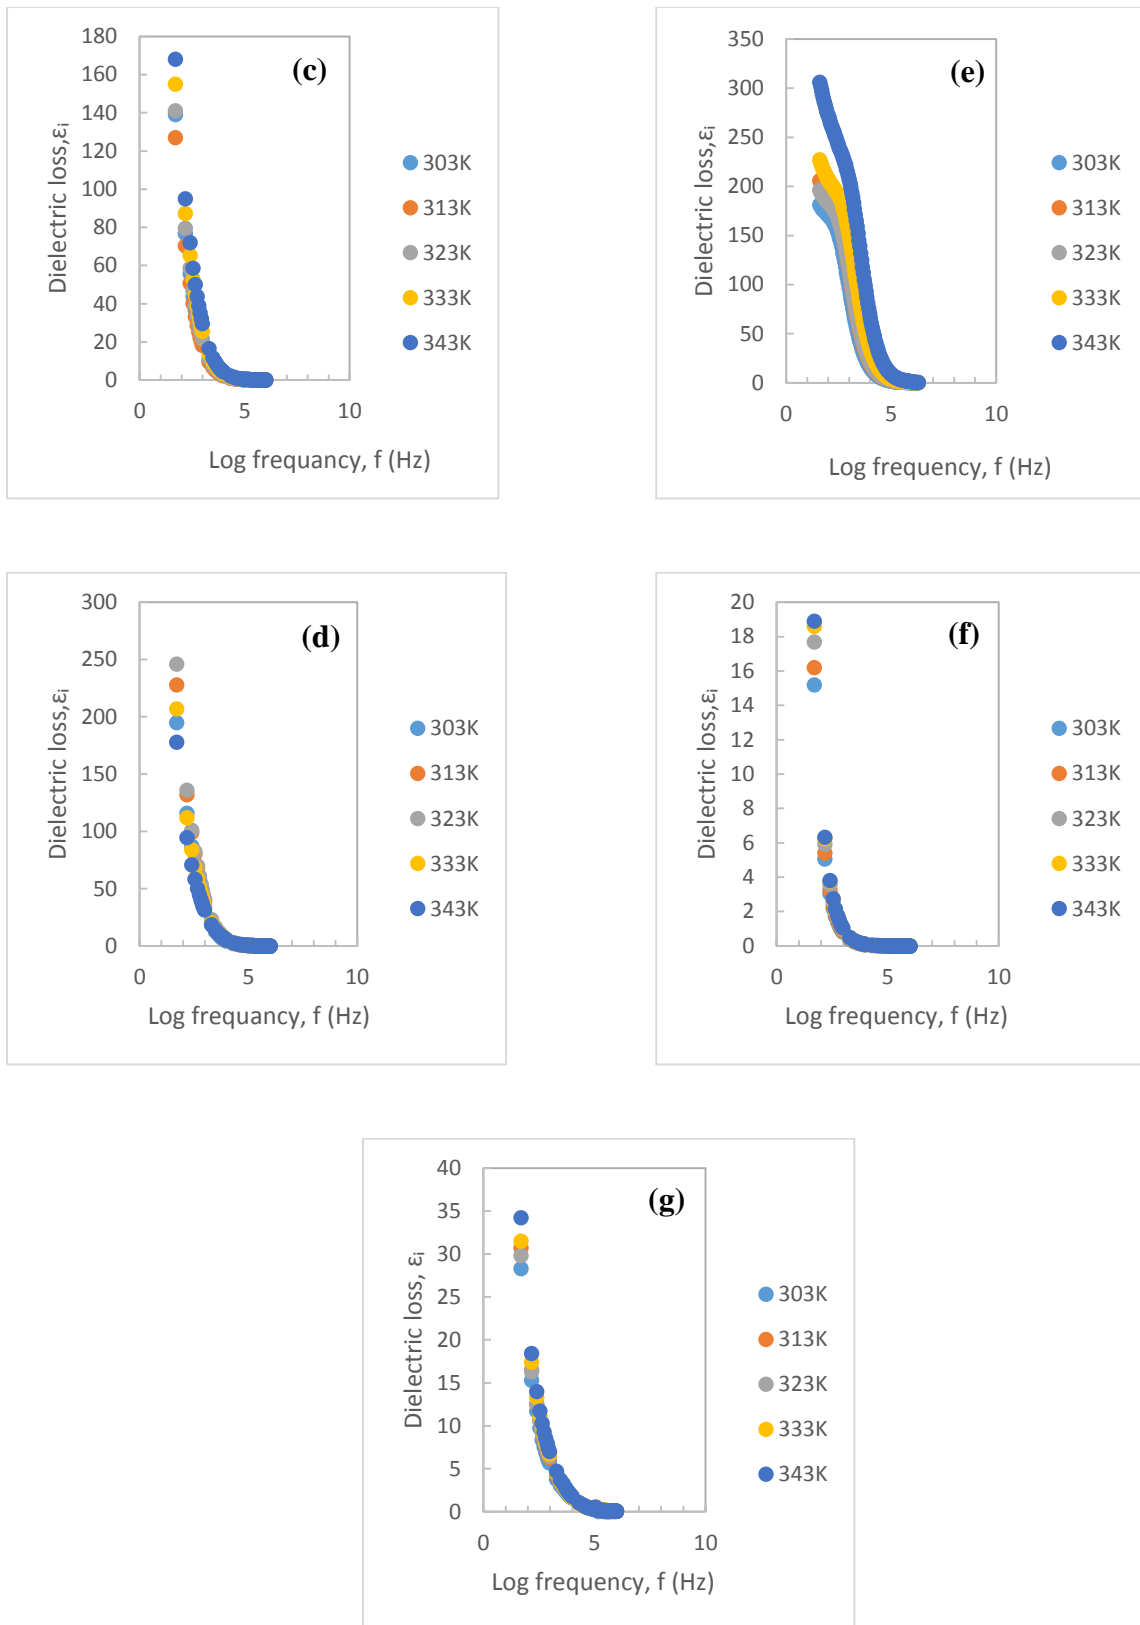 (c)
Dielectric loss,εi
180
160
140
120
100
80
60
40
20
0
0 5 10
Log frequancy, f (Hz)
303K
313K
323K
333K
343K
(e)
Dielectric loss,εi
350
300
250
200
150
100
50
0
0 5 10
Log frequency, f (Hz)
303K
313K
323K
333K
343K
(d)
Dielectric loss,εi
300
250
200
150
100
50
0
0 5 10
Log frequancy, f (Hz)
303K
313K
323K
333K
343K
(f)
Dielectric loss,εi
20
18
16
14
12
10
8
6
4
2
0
0 5 10
Log frequency, f (Hz)
303K
313K
323K
333K
343K
(g)
Dielectric loss, εi
40
35
30
25
20
15
10
5
0
0 5 10
Log frequency, f (Hz)
303K
313K
323K
333K
343K